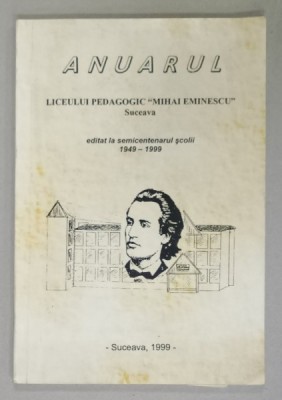 ANUARUL
LICEULUI PEDAGOGIC "MIHAI EMINESCU"
Suceava
editat la semicentenarul şcolii
1949 – 1999
- Suceava, 1999 -